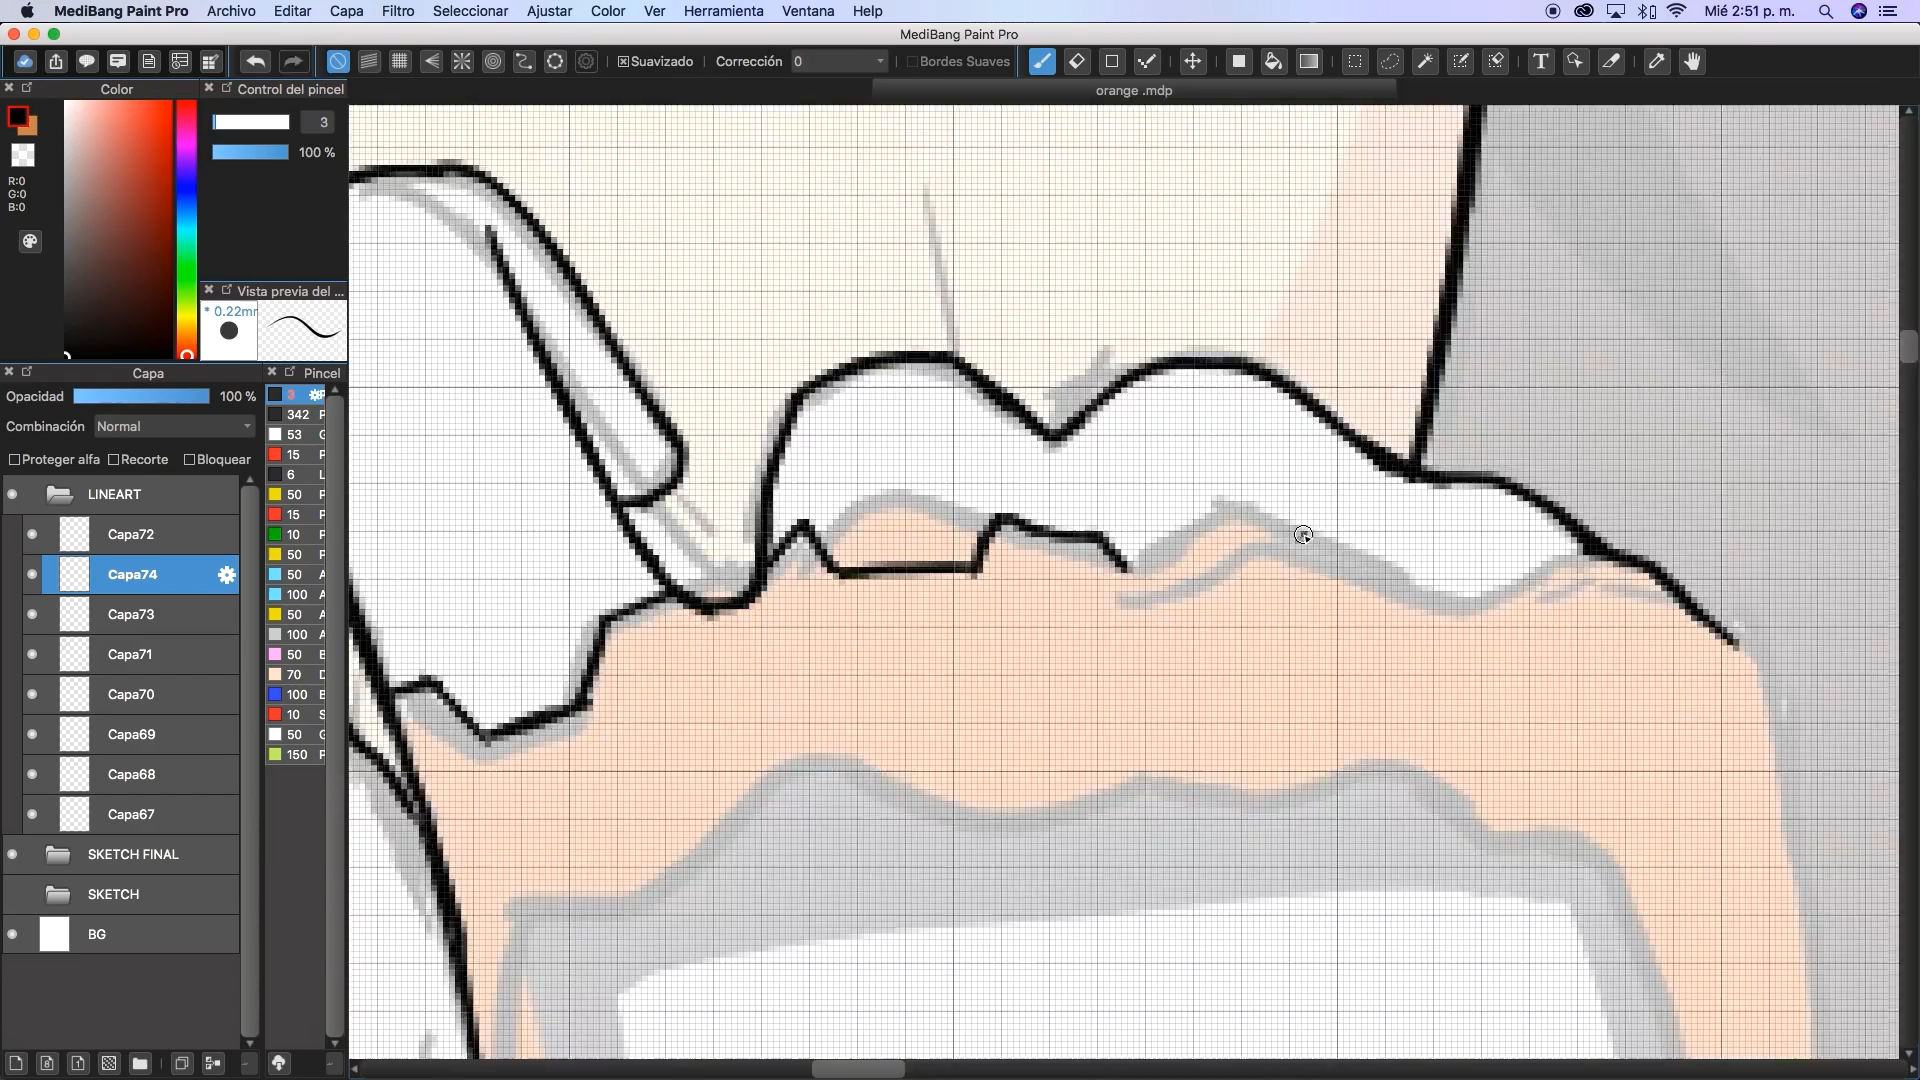 MediBang Paint Pro Archivo Editar Capa Filtro Seleccionar Ajustar Color Ver Herramienta Ventana Help Mié 2:51 p. m.
MediBang Paint Pro
Suavizado Corrección 0 Bordes Suaves
Color Control del pincel orange .mdp
3
100 %
R:0
G:0
B:0
Vista previa del ...
* 0.22mm
Capa Pincel
Opacidad 100 %
Combinación Normal
Proteger alfa Recorte Bloquear
LINEART
Capa72
Capa74
Capa73
Capa71
Capa70
Capa69
Capa68
Capa67
SKETCH FINAL
SKETCH
BG
3 P
342 P
53 G
15 P
6 L
50 P
15 P
10 P
50 P
50 A
100 A
50 A
100 A
50 B
70 D
100 B
10 S
50 G
150 P